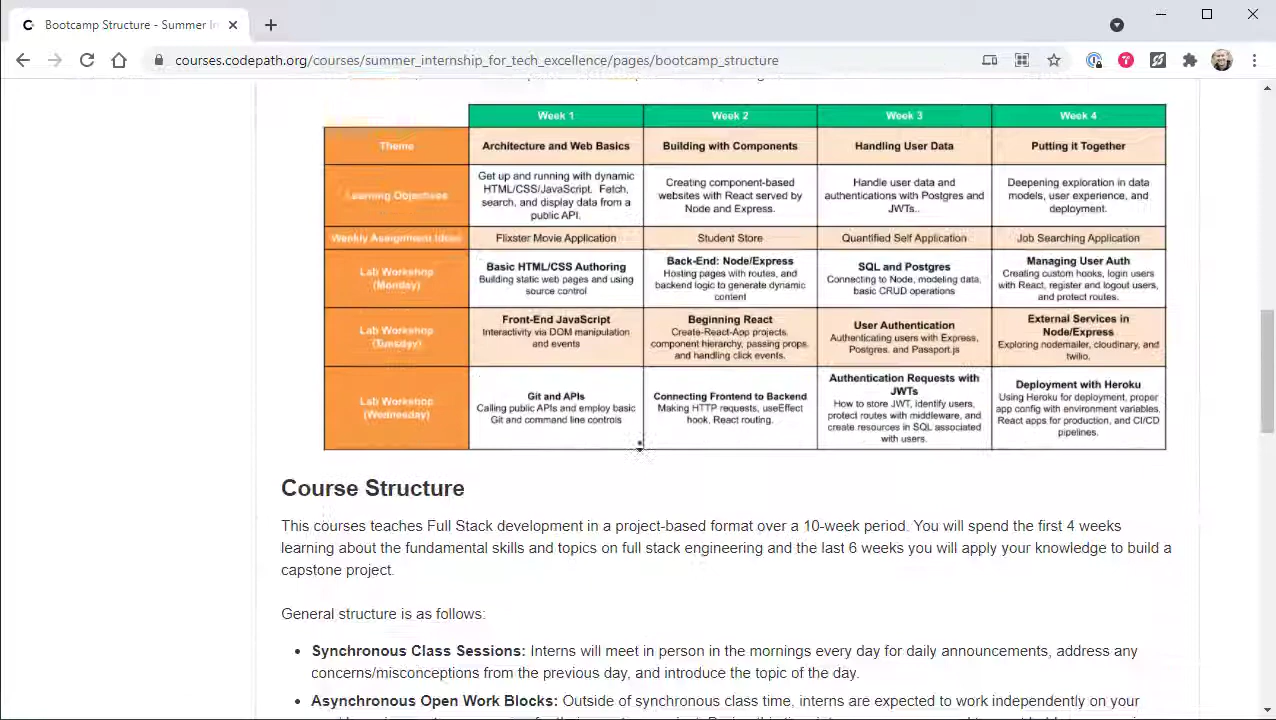 Bootcamp Structure - Summer In
courses.codepath.org/courses/summer_internship_for_tech_excellence/pages/bootcamp_structure
Week 1 Week 2 Week 3 Week 4
Theme Architecture and Web Basics Building with Components Handling User Data Putting it Together
Learning Objectives
Get up and running with dynamic
HTML/CSS/JavaScript. Fetch,
search, and display data from a
public API.
Creating component-based
websites with React served by
Node and Express.
Handle user data and
authentications with Postgres and
JWTs..
Deepening exploration in data
models, user experience, and
deployment.
Weekly Assignment Ideas Flixster Movie Application Student Store Quantified Self Application Job Searching Application
Lab Workshop
(Monday)
Basic HTML/CSS Authoring
Building static web pages and using
source control
Back-End: Node/Express
Hosting pages with routes, and
backend logic to generate dynamic
content
SQL and Postgres
Connecting to Node, modeling data,
basic CRUD operations
Managing User Auth
Creating custom hooks, login users
with React, register and logout users,
and protect routes.
Lab Workshop
(Tuesday)
Front-End JavaScript
Interactivity via DOM manipulation
and events
Beginning React
Create-React-App projects,
component hierarchy, passing props,
and handling click events.
User Authentication
Authenticating users with Express,
Postgres, and Passport.js
External Services in
Node/Express
Exploring nodemailer, cloudinary, and
twilio.
Lab Workshop
(Wednesday)
Git and APIs
Calling public APIs and employ basic
Git and command line controls
Connecting Frontend to Backend
Making HTTP requests, useEffect
hook, React routing.
Authentication Requests with
JWTs
How to store JWT, identify users,
protect routes with middleware, and
create resources in SQL associated
with users.
Deployment with Heroku
Using Heroku for deployment, proper
app config with environment variables,
React apps for production, and CI/CD
pipelines.
Course Structure
This courses teaches Full Stack development in a project-based format over a 10-week period. You will spend the first 4 weeks
learning about the fundamental skills and topics on full stack engineering and the last 6 weeks you will apply your knowledge to build a
capstone project.
General structure is as follows:
• Synchronous Class Sessions: Interns will meet in person in the mornings every day for daily announcements, address any
concerns/misconceptions from the previous day, and introduce the topic of the day.
• Asynchronous Open Work Blocks: Outside of synchronous class time, interns are expected to work independently on your